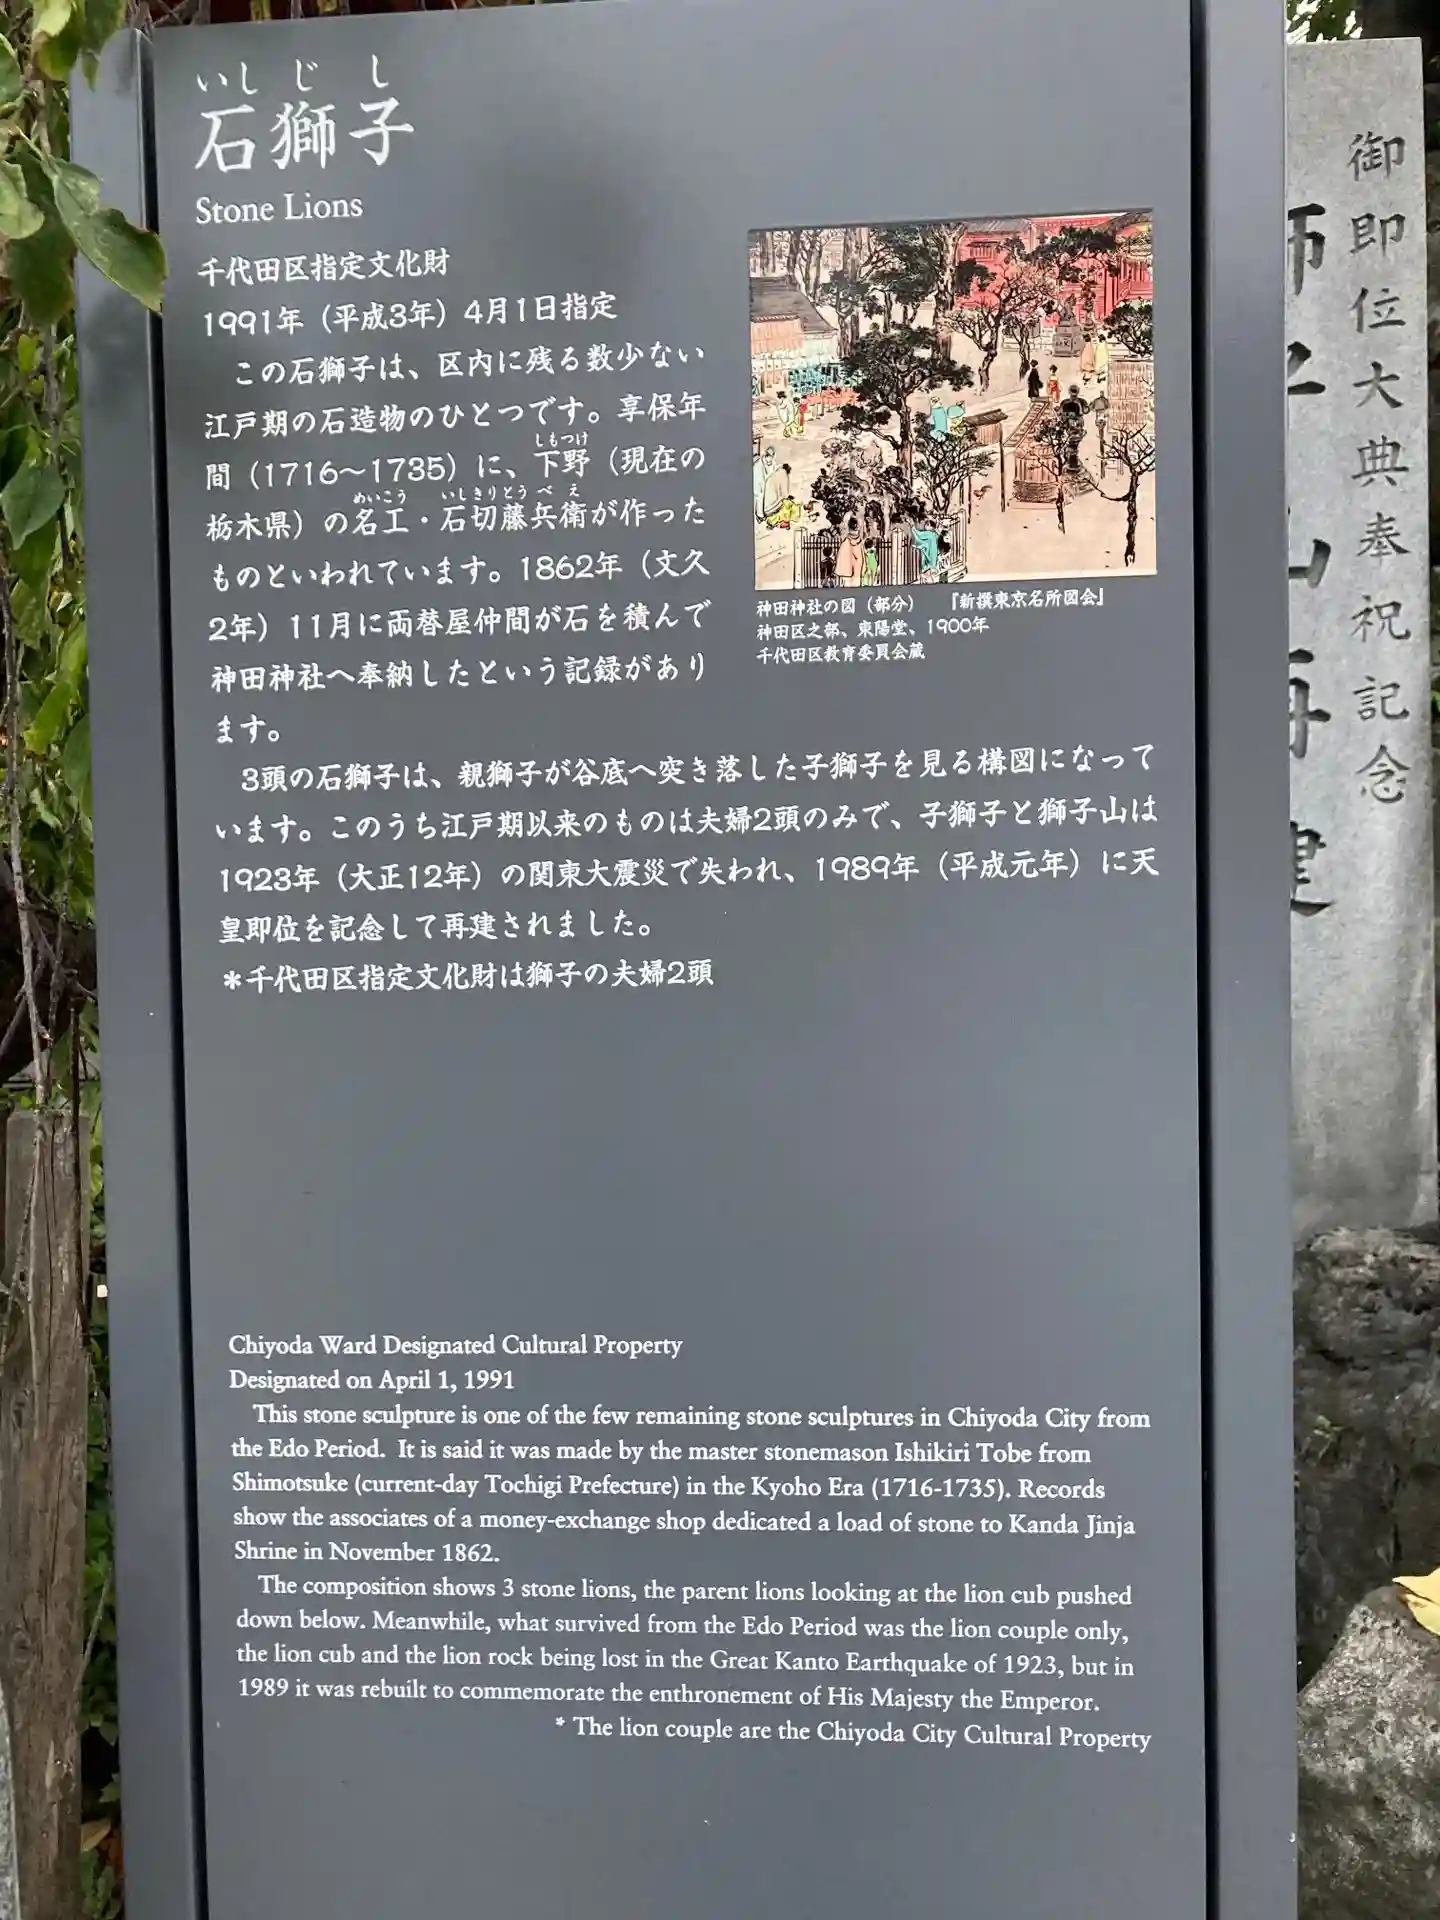 いしじし
石獅子
Stone Lions
千代田区指定文化財
1991年（平成3年）4月1日指定
この石獅子は、区内に残る数少ない
江戸期の石造物のひとつです。享保年
しもつけ
間（1716～1735）に、下野（現在の
めいこう いしきりとうべえ
栃木県）の名工・石切藤兵衛が作った
ものといわれています。1862年（文久
2年）11月に両替屋仲間が石を積んで
神田神社へ奉納したという記録があり
ます。
神田神社の図（部分） 『新撰東京名所図会』
神田区之部、東陽堂、1900年
千代田区教育委員会蔵
3頭の石獅子は、親獅子が谷底へ突き落した子獅子を見る構図になって
います。このうち江戸期以来のものは夫婦2頭のみで、子獅子と獅子山は
1923年（大正12年）の関東大震災で失われ、1989年（平成元年）に天
皇即位を記念して再建されました。
＊千代田区指定文化財は獅子の夫婦2頭
Chiyoda Ward Designated Cultural Property
Designated on April 1, 1991
This stone sculpture is one of the few remaining stone sculptures in Chiyoda City from
the Edo Period. It is said it was made by the master stonemason Ishikiri Tobe from
Shimotsuke (current-day Tochigi Prefecture) in the Kyoho Era (1716-1735). Records
show the associates of a money-exchange shop dedicated a load of stone to Kanda Jinja
Shrine in November 1862.
The composition shows 3 stone lions, the parent lions looking at the lion cub pushed
down below. Meanwhile, what survived from the Edo Period was the lion couple only,
the lion cub and the lion rock being lost in the Great Kanto Earthquake of 1923, but in
1989 it was rebuilt to commemorate the enthronement of His Majesty the Emperor.
* The lion couple are the Chiyoda City Cultural Property
御即位大典奉祝記念